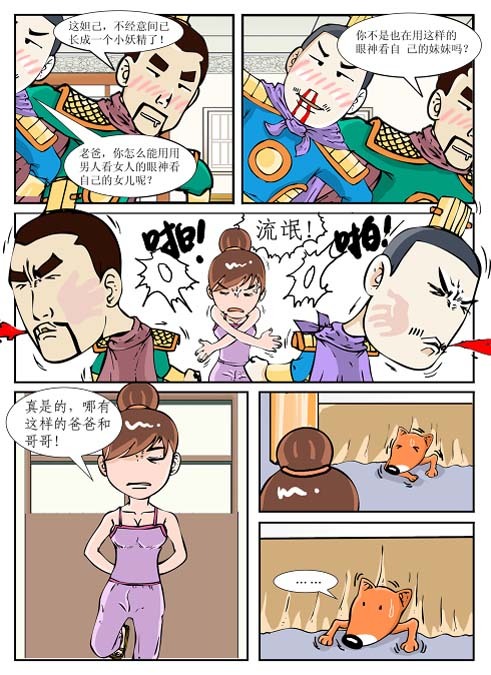 这妲己，不经意间已
长成一个小妖精了！
老爸，你怎么能用用
男人看女人的眼神看
自己的女儿呢？
你不是也在用这样的
眼神看自 己的妹妹吗？
啪！
流氓！
啪！
真是的，哪有
这样的爸爸和
哥哥！
……